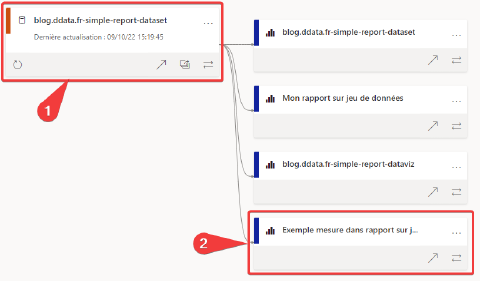 blog.ddata.fr-simple-report-dataset
...
Dernière actualisation : 09/10/22 15:19:45
1
blog.ddata.fr-simple-report-dataset
...
Mon rapport sur jeu de données
...
blog.ddata.fr-simple-report-dataviz
...
2
Exemple mesure dans rapport sur j...
...